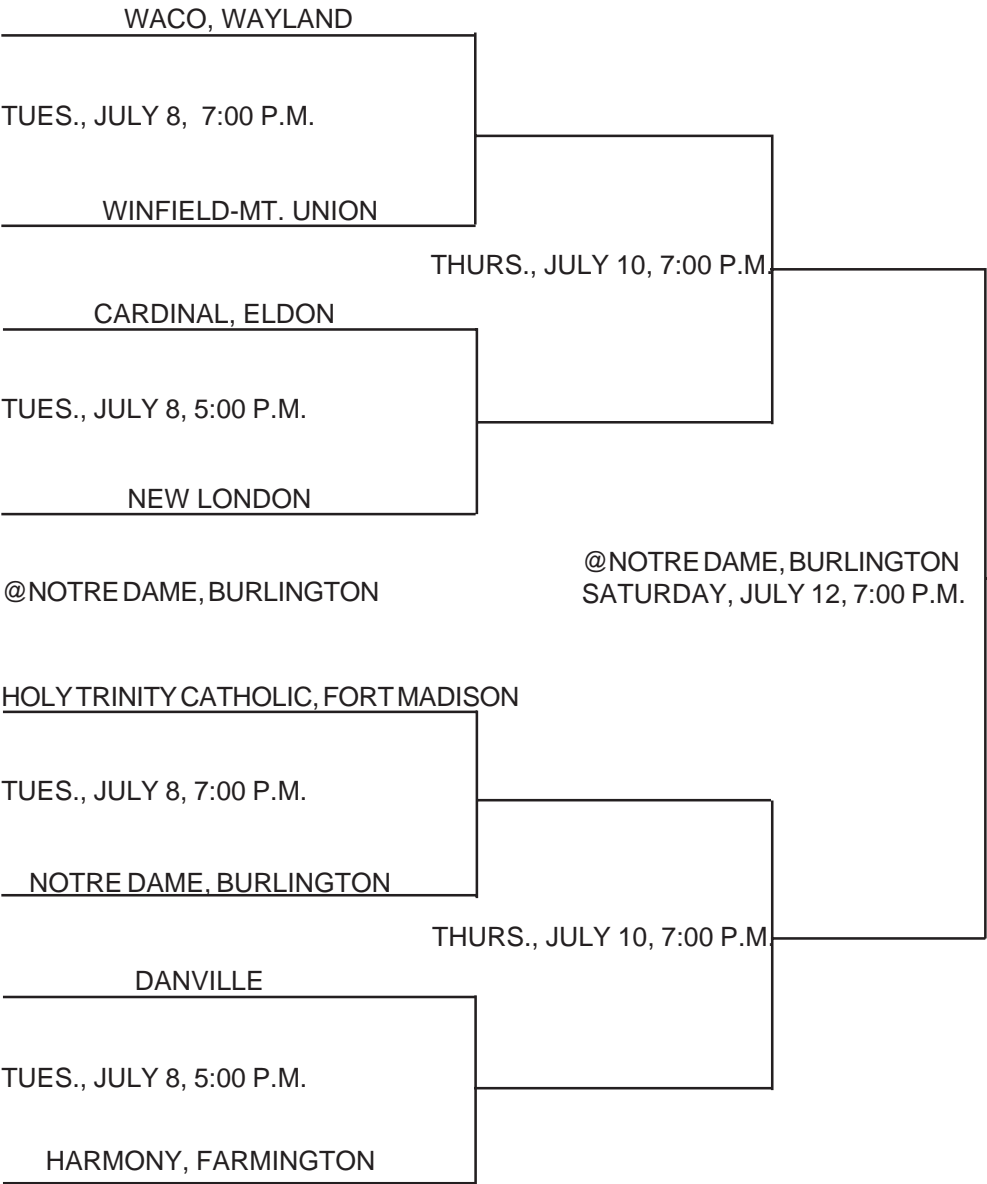 WACO, WAYLAND
TUES., JULY 8, 7:00 P.M.
WINFIELD-MT. UNION
THURS., JULY 10, 7:00 P.M.
CARDINAL, ELDON
TUES., JULY 8, 5:00 P.M.
NEW LONDON
@NOTRE DAME, BURLINGTON
SATURDAY, JULY 12, 7:00 P.M.
@NOTRE DAME, BURLINGTON
HOLY TRINITY CATHOLIC, FORT MADISON
TUES., JULY 8, 7:00 P.M.
NOTRE DAME, BURLINGTON
THURS., JULY 10, 7:00 P.M.
DANVILLE
TUES., JULY 8, 5:00 P.M.
HARMONY, FARMINGTON